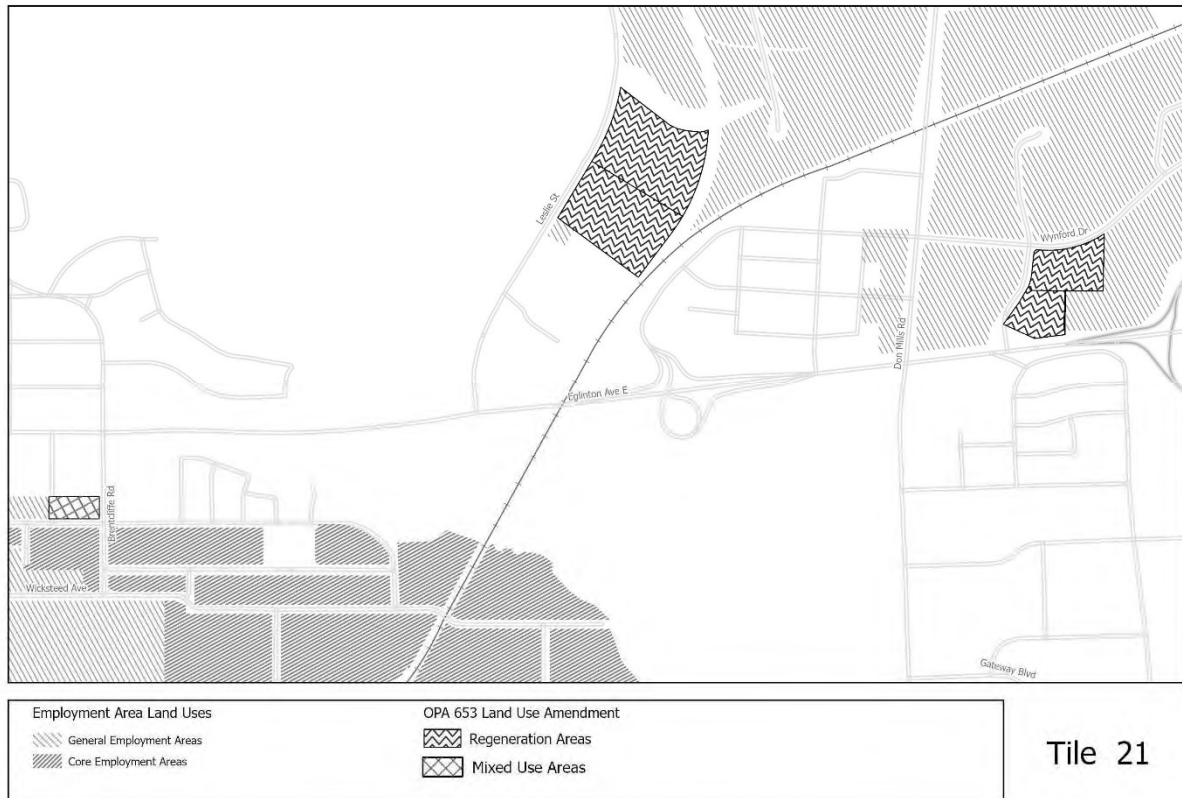 Leslie St
Wynford Dr
Don Mills Rd
Eglinton Ave E
Brentcliffe Rd
Wicksteed Ave
Gateway Blvd
Employment Area Land Uses
General Employment Areas
Core Employment Areas
OPA 653 Land Use Amendment
Regeneration Areas
Mixed Use Areas
Tile 21